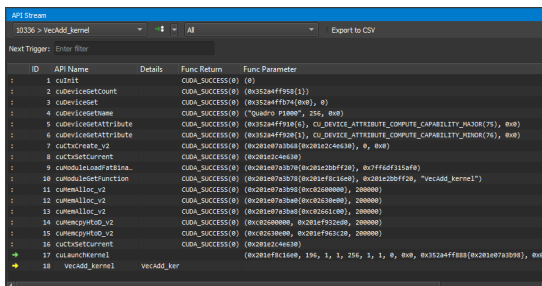 API Stream
10336 > VecAdd_kernel All Export to CSV
Next Trigger: Enter filter
ID API Name Details Func Return Func Parameter
1 cuInit CUDA_SUCCESS(0) (0)
2 cuDeviceGetCount CUDA_SUCCESS(0) (0x352a4ff958{1})
3 cuDeviceGet CUDA_SUCCESS(0) (0x352a4ffb74{0x0}, 0)
4 cuDeviceGetName CUDA_SUCCESS(0) ("Quadro P1000", 256, 0x0)
5 cuDeviceGetAttribute CUDA_SUCCESS(0) (0x352a4ff910{6}, CU_DEVICE_ATTRIBUTE_COMPUTE_CAPABILITY_MAJOR(75), 0x0)
6 cuDeviceGetAttribute CUDA_SUCCESS(0) (0x352a4ff920{1}, CU_DEVICE_ATTRIBUTE_COMPUTE_CAPABILITY_MINOR(76), 0x0)
7 cuCtxCreate_v2 CUDA_SUCCESS(0) (0x201e07a3b68{0x201e2c4e630}, 0, 0x0)
8 cuCtxSetCurrent CUDA_SUCCESS(0) (0x201e2c4e630)
9 cuModuleLoadFatBina... CUDA_SUCCESS(0) (0x201e07a3b70{0x201e2bbff20}, 0x7ff6df315af0)
10 cuModuleGetFunction CUDA_SUCCESS(0) (0x201e07a3b78{0x201ef8c16e0}, 0x201e2bbff20, "VecAdd_kernel")
11 cuMemAlloc_v2 CUDA_SUCCESS(0) (0x201e07a3b98{0xc02600000}, 200000)
12 cuMemAlloc_v2 CUDA_SUCCESS(0) (0x201e07a3ba0{0xc02630e00}, 200000)
13 cuMemAlloc_v2 CUDA_SUCCESS(0) (0x201e07a3ba8{0xc02661c00}, 200000)
14 cuMemcpyHtoD_v2 CUDA_SUCCESS(0) (0xc02600000, 0x201ef932ed0, 200000)
15 cuMemcpyHtoD_v2 CUDA_SUCCESS(0) (0xc02630e00, 0x201ef963c20, 200000)
16 cuCtxSetCurrent CUDA_SUCCESS(0) (0x201e2c4e630)
17 cuLaunchKernel (0x201ef8c16e0, 196, 1, 1, 256, 1, 1, 0, 0x0, 0x352a4ff888{0x201e07a3b98}, 0x0
18 VecAdd_kernel VecAdd_ker